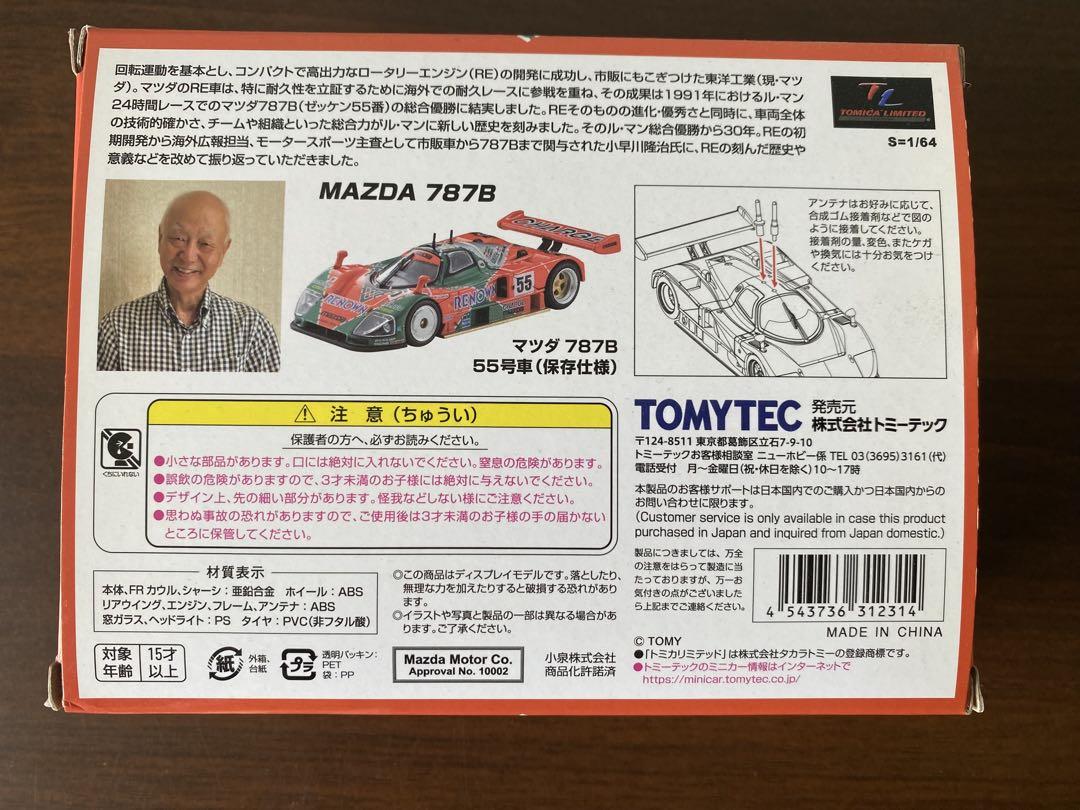 回転運動を基本とし、コンパクトで高出力なロータリーエンジン（RE）の開発に成功し、市販にもこぎつけた東洋工業（現・マツ
ダ）。マツダのRE車は、特に耐久性を立証するために海外での耐久レースに参戦を重ね、その成果は1991年におけるル・マン
24時間レースでのマツダ787B（ゼッケン55番）の総合優勝に結実しました。REそのものの進化・優秀さと同時に、車両全体
の技術的確かさ、チームや組織といった総合力がル・マンに新しい歴史を刻みました。そのル・マン総合優勝から30年。REの初
期開発から海外広報担当、モータースポーツ主査として市販車から787Bまで関与された小早川隆治氏に、REの刻んだ歴史や
意義などを改めて振り返っていただきました。
TL
TOMICA LIMITED
S=1/64
MAZDA 787B
CHARGE
RENOWN
RENOWN
55
マツダ 787B
55号車（保存仕様）
アンテナはお好みに応じて、
合成ゴム接着剤などで図の
ように接着してください。
接着剤の量、変色、またケガ
や換気には十分お気をつけ
ください。
くちにいれない
⚠ 注 意（ちゅうい）
保護者の方へ、必ずお読みください。
●小さな部品があります。口には絶対に入れないでください。窒息の危険があります。
●誤飲の危険がありますので、3才未満のお子様には絶対に与えないでください。
●デザイン上、先の細い部分があります。怪我などしない様にご注意ください。
●思わぬ事故の恐れがありますので、ご使用後は3才未満のお子様の手の届かない
ところに保管してください。
TOMYTEC 発売元
株式会社トミーテック
〒124-8511 東京都葛飾区立石7-9-10
トミーテックお客様相談室 ニューホビー係 TEL 03(3695)3161(代)
電話受付 月～金曜日(祝・休日を除く)10～17時
本製品のお客様サポートは日本国内でのご購入かつ日本国内からの
お問い合わせに限ります。
(Customer service is only available in case this product
purchased in Japan and inquired from Japan domestic.)
製品につきましては、万全
の注意をはらって製造に当
たっておりますが、万一お
気付きの点がございました
ら上記までご連絡ください。
4 543736 312314
MADE IN CHINA
材質表示
本体、FR カウル、シャーシ：亜鉛合金 ホイール：ABS
リアウイング、エンジン、フレーム、アンテナ：ABS
窓ガラス、ヘッドライト：PS タイヤ：PVC(非フタル酸)
◎この商品はディスプレイモデルです。落としたり、
無理な力を加えたりすると破損する恐れがあり
ます。
◎イラストや写真と製品の一部は異なる場合があ
ります。ご了承ください。
対象
年齢
15才
以上
紙
外箱、
台紙
プラ
透明パッキン：
PET
袋：PP
Mazda Motor Co.
Approval No. 10002
小泉株式会社
商品化許諾済
© TOMY
●「トミカリミテッド」は株式会社タカラトミーの登録商標です。
●トミーテックのミニカー情報はインターネットで
https://minicar.tomytec.co.jp/